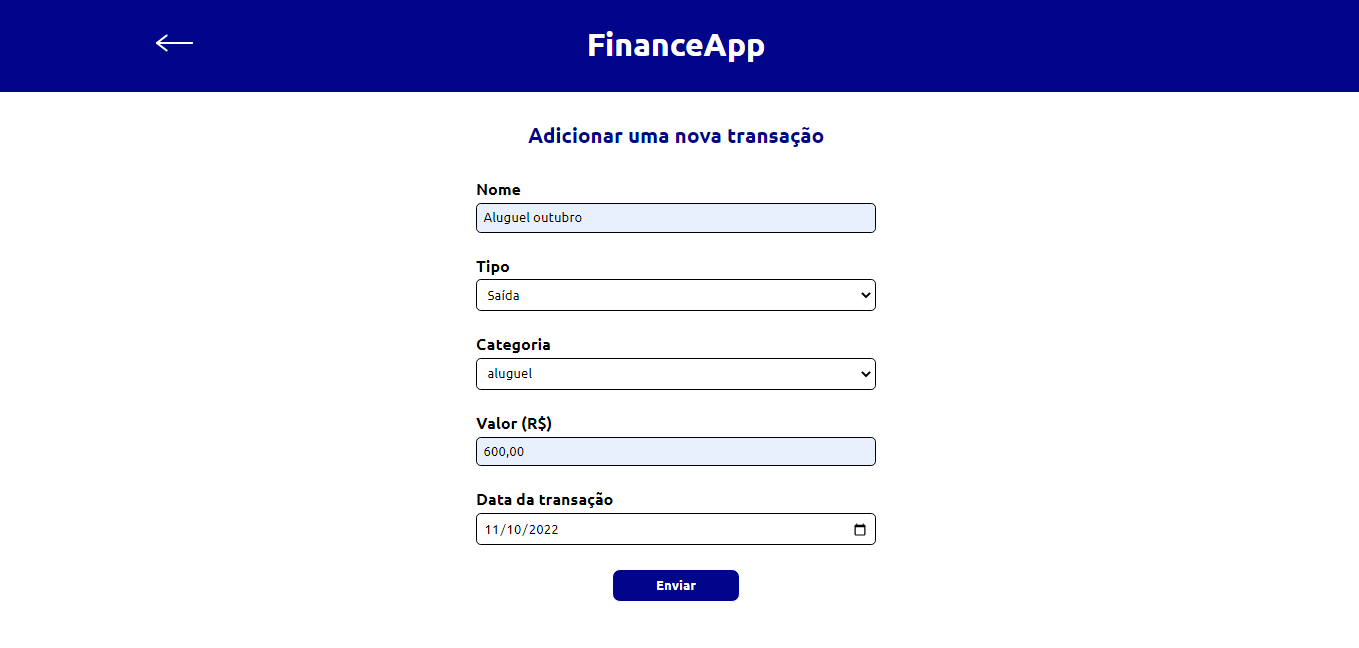 FinanceApp
Adicionar uma nova transação
Nome
Aluguel outubro
Tipo
Saída
Categoria
aluguel
Valor (R$)
600,00
Data da transação
11/10/2022
Enviar